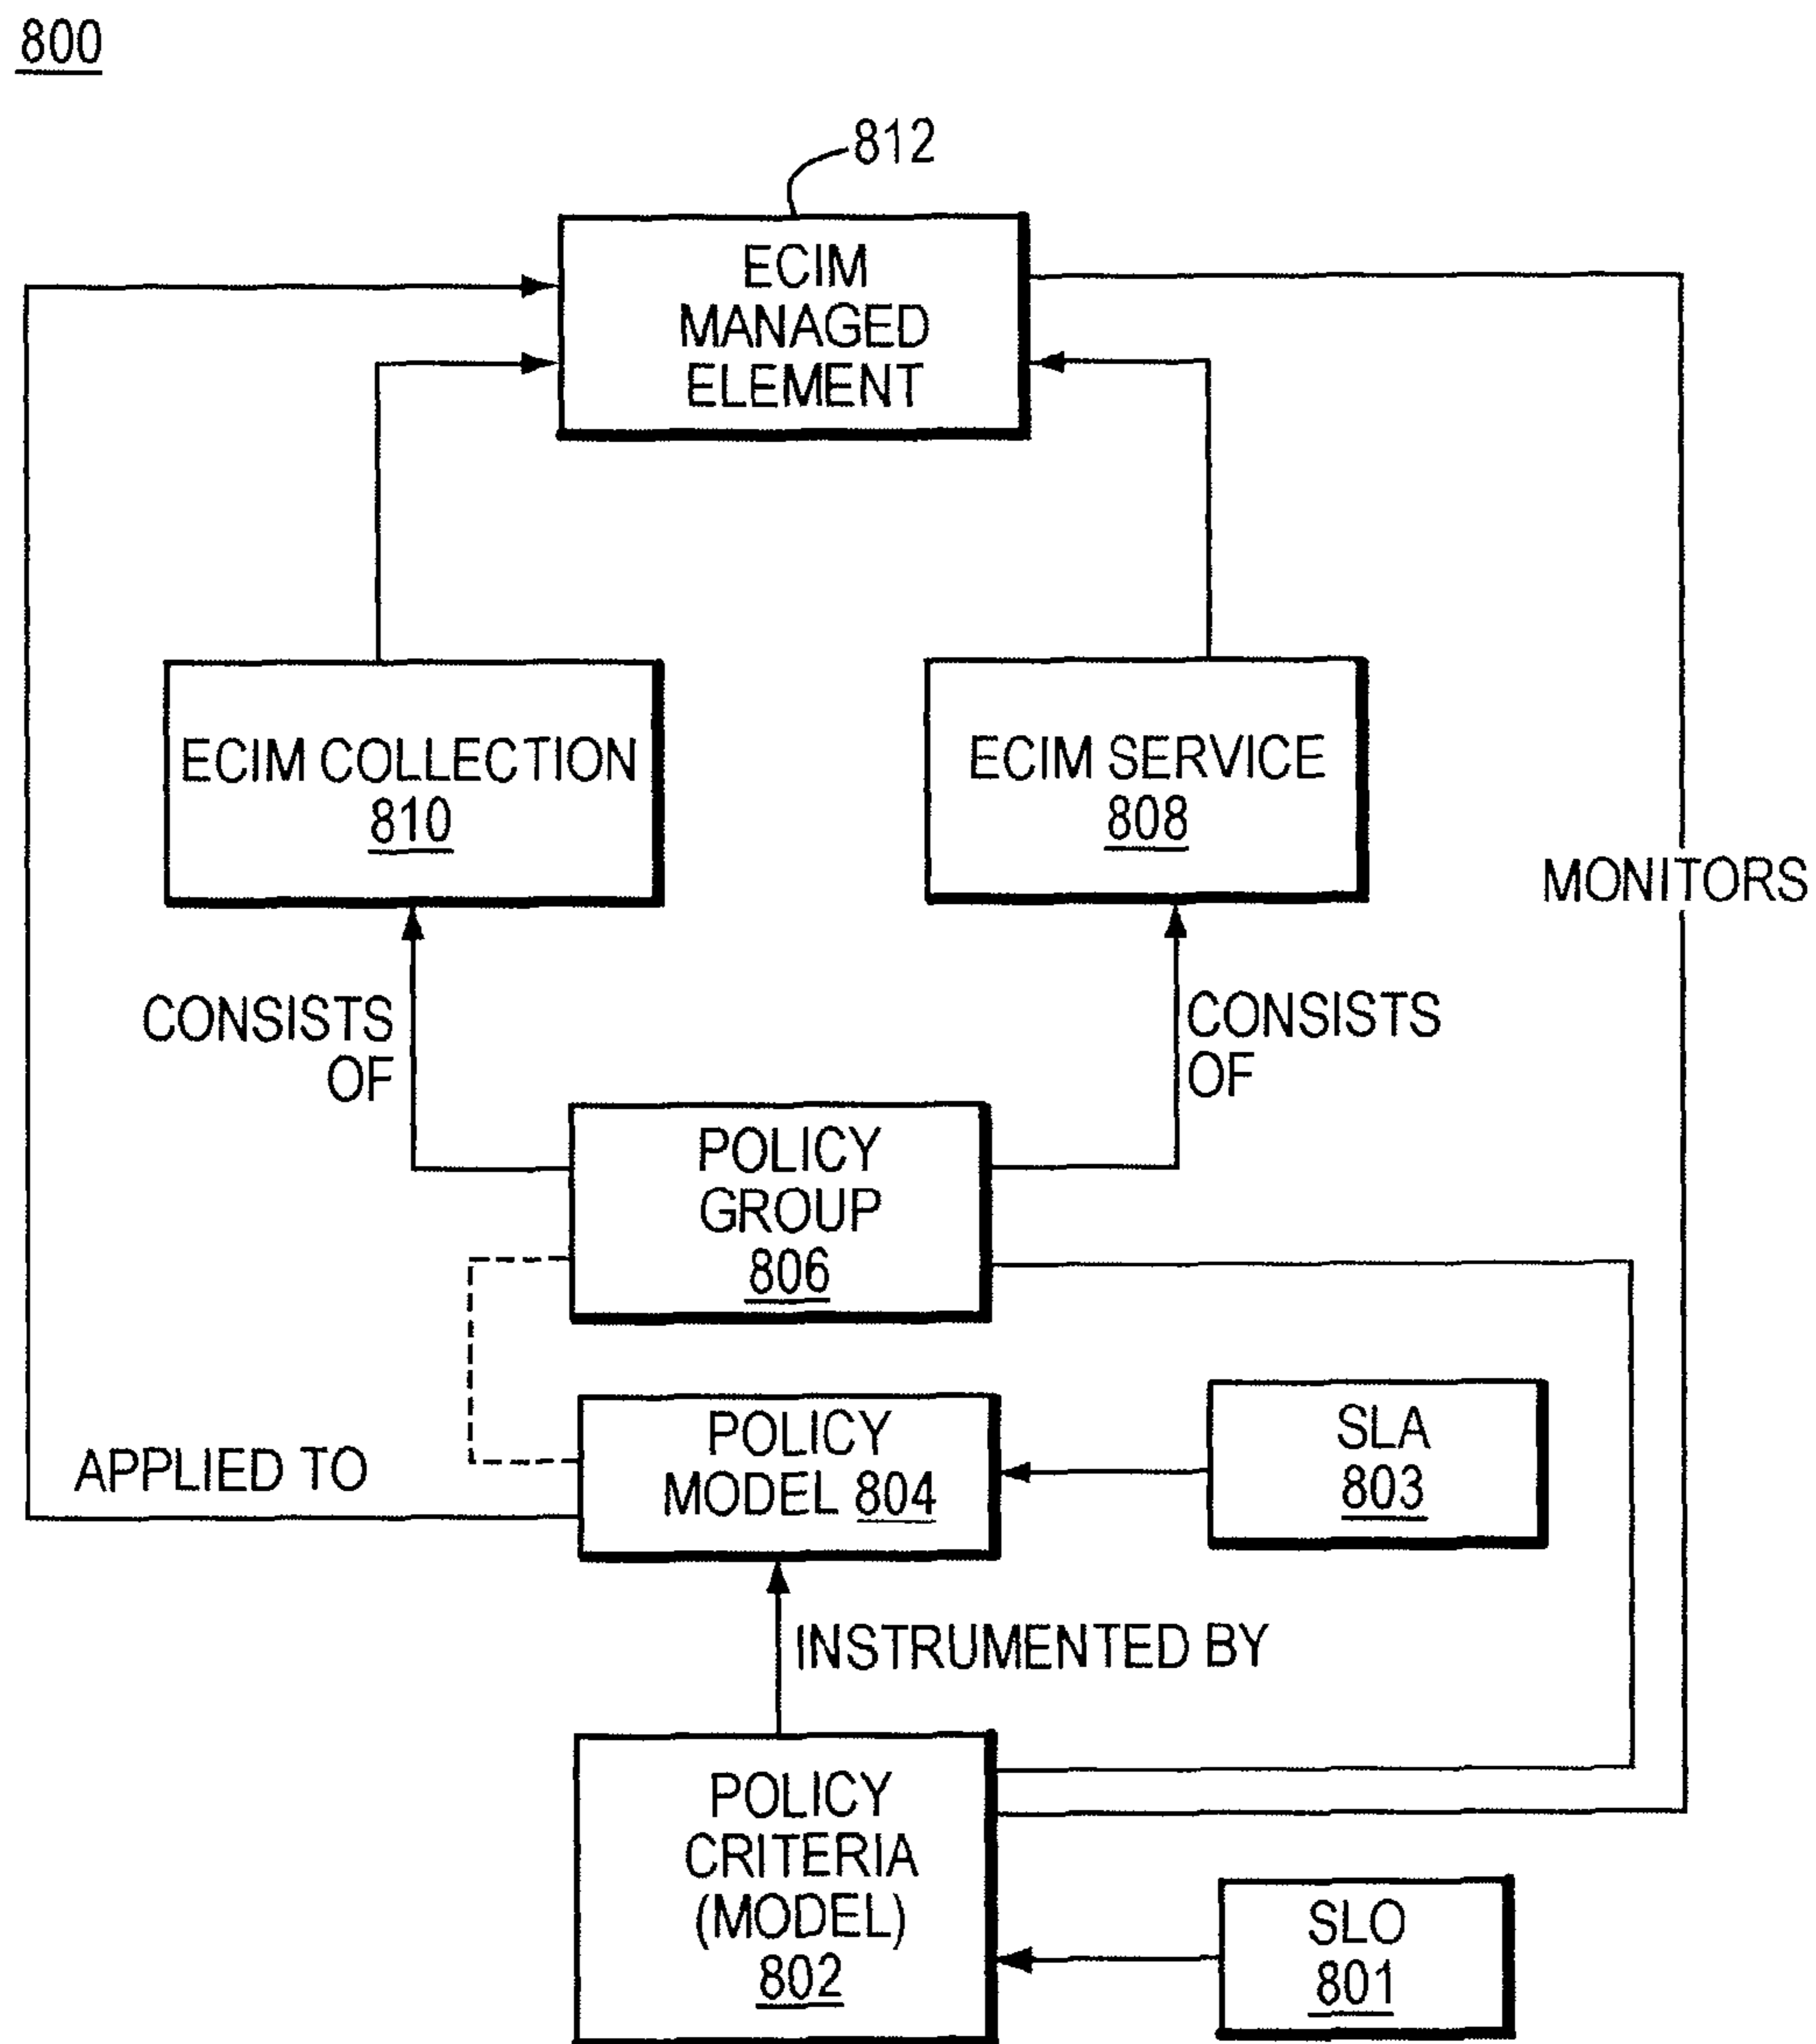 800
812
ECIM
MANAGED
ELEMENT
ECIM COLLECTION
810
ECIM SERVICE
808
MONITORS
CONSISTS
OF
CONSISTS
OF
POLICY
GROUP
806
APPLIED TO
POLICY
MODEL 804
SLA
803
INSTRUMENTED BY
POLICY
CRITERIA
(MODEL)
802
SLO
801